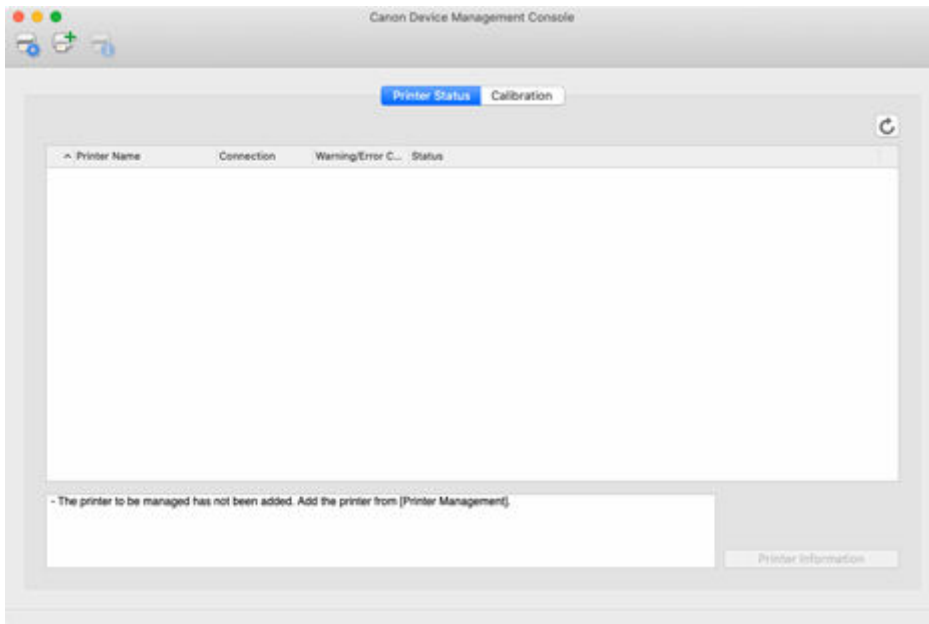 Canon Device Management Console
Printer Status Calibration
Printer Name Connection Warning/Error C... Status
- The printer to be managed has not been added. Add the printer from [Printer Management].
Printer Information